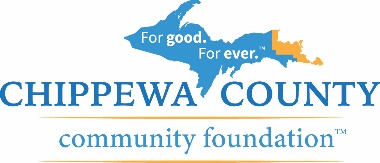 For good.
For ever.™
CHIPPEWA COUNTY
community foundation™